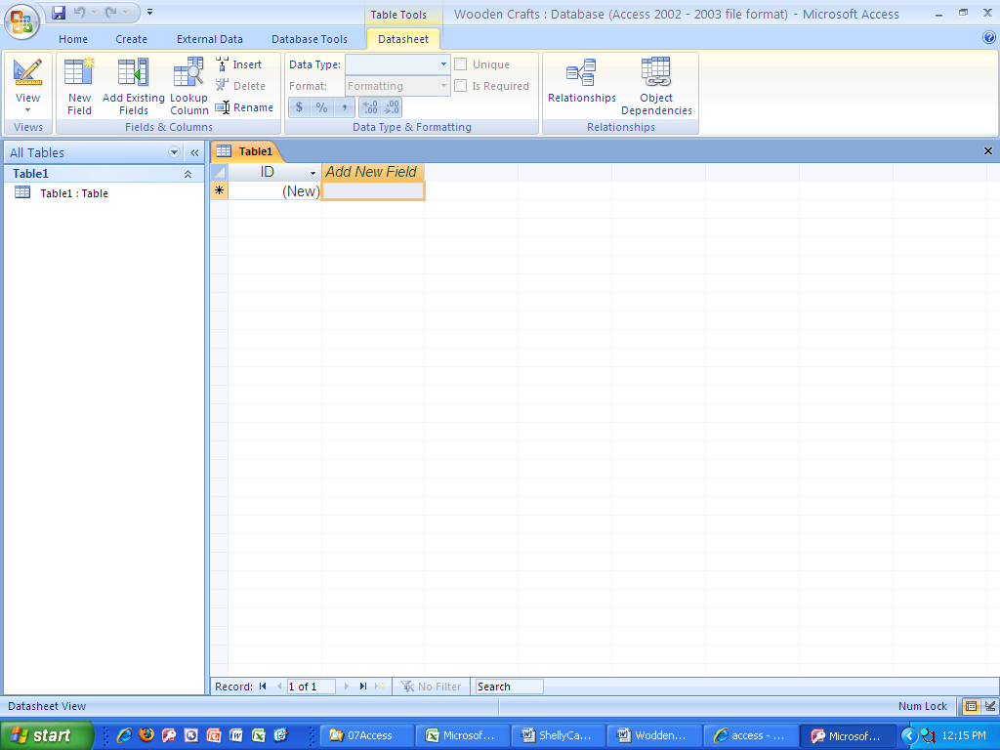 Table Tools
Wooden Crafts : Database (Access 2002 - 2003 file format) - Microsoft Access
Home Create External Data Database Tools Datasheet
View
Views
New Field
Add Existing Fields
Lookup Column
Insert
Delete
Rename
Fields & Columns
Data Type:
Format: Formatting
Unique
Is Required
$ % , .0 .00 .00 .0
Data Type & Formatting
Relationships
Object Dependencies
Relationships
All Tables «
Table1
Table1 : Table
Table1
ID Add New Field
* (New)
Record: 1 of 1 No Filter Search
Datasheet View Num Lock
start 07Access Microsof... ShellyCa... Wodden... access - ... Microsof... 12:15 PM